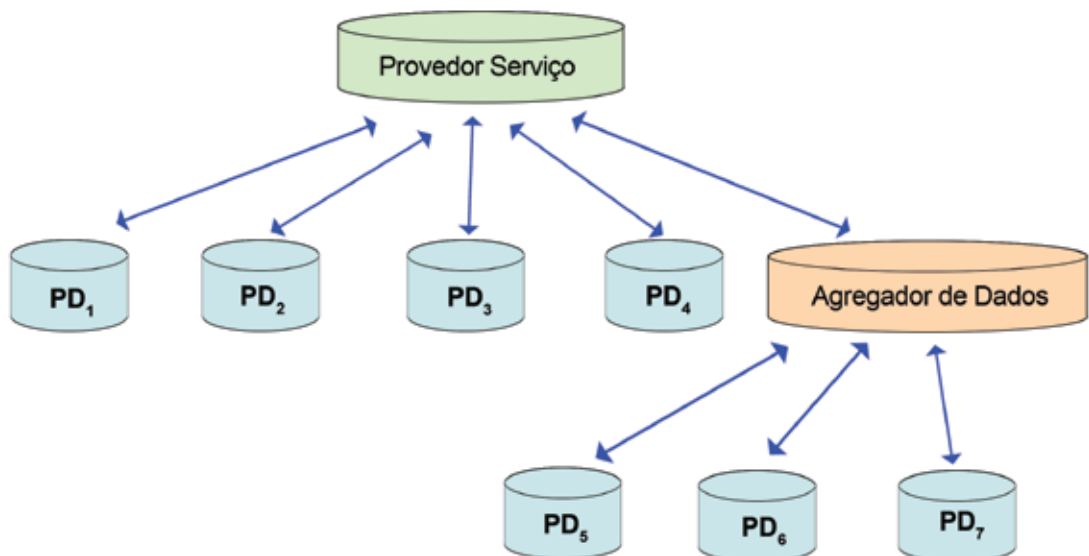 Provedor Serviço
PD₁
PD₂
PD₃
PD₄
Agregador de Dados
PD₅
PD₆
PD₇